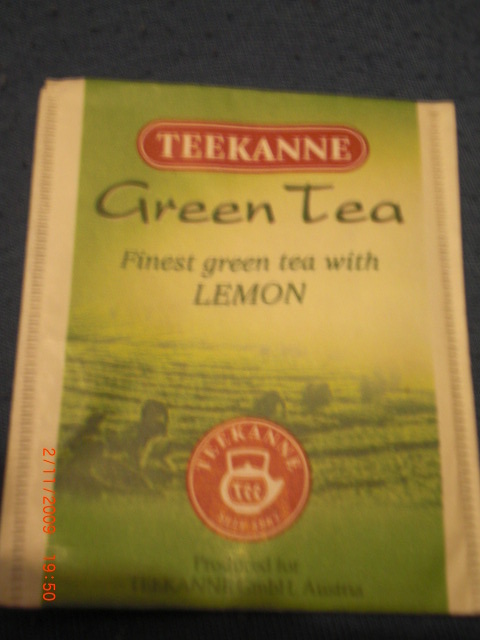 TEEKANNE
Green Tea
Finest green tea with
LEMON
TEEKANNE
Tee
Produced for
TEEKANNE GmbH, Austria
2/11/2009 19:50